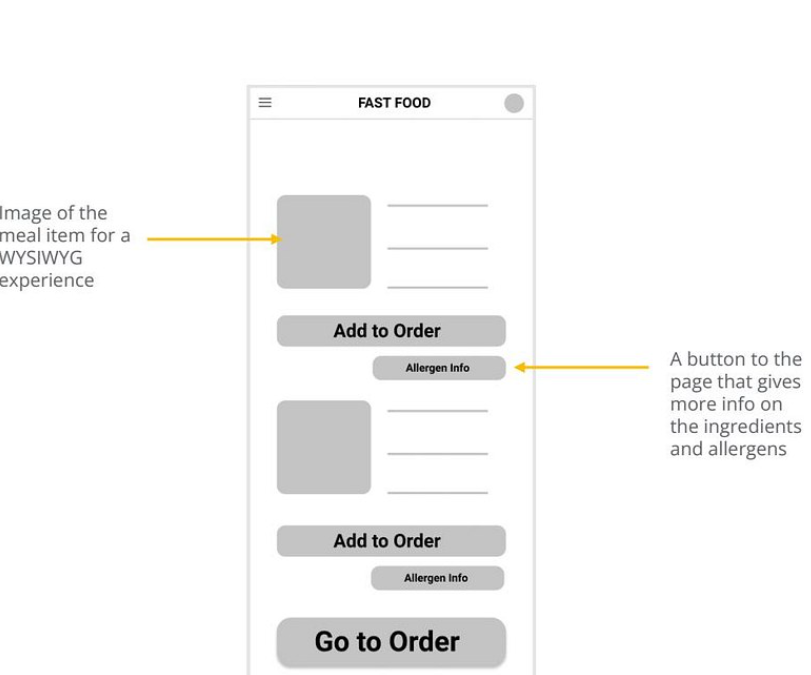 FAST FOOD
Image of the
meal item for a
WYSIWYG
experience
Add to Order
Allergen Info
A button to the
page that gives
more info on
the ingredients
and allergens
Add to Order
Allergen Info
Go to Order